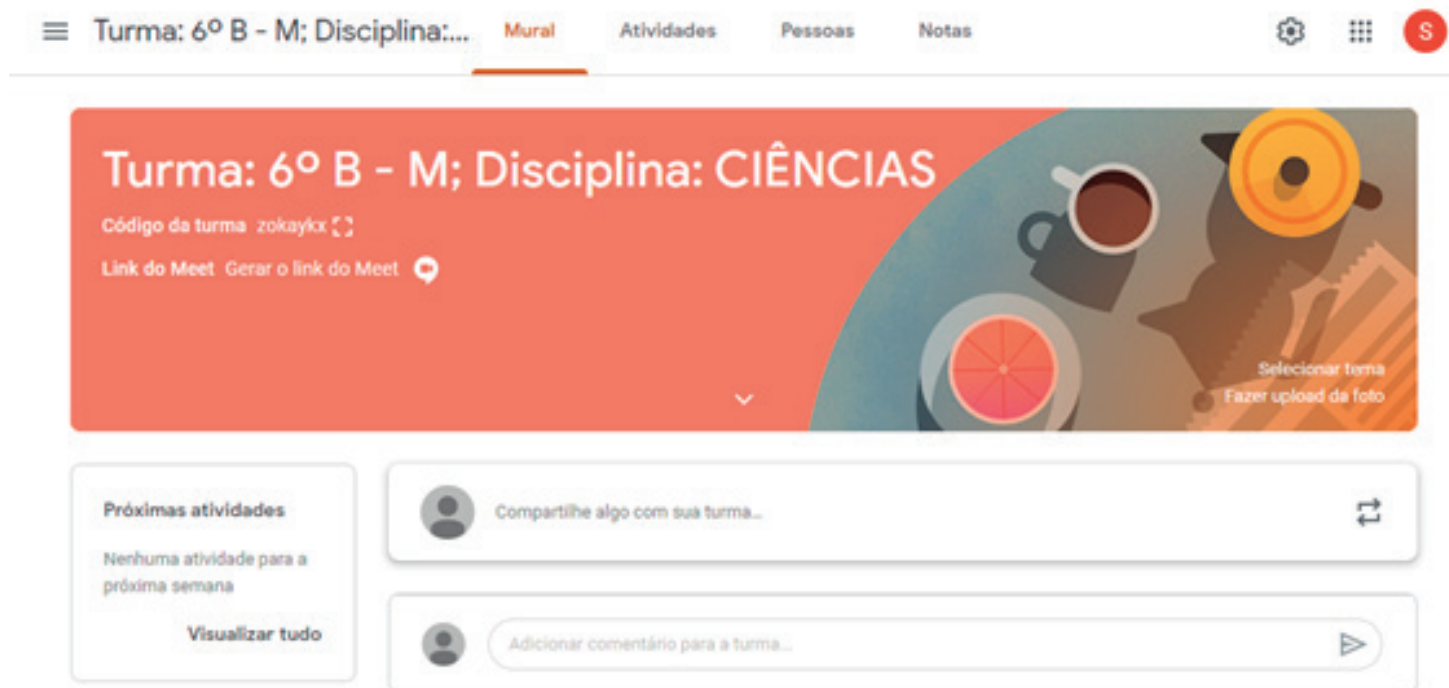 Turma: 6º B - M; Disciplina:... Mural Atividades Pessoas Notas S
Turma: 6º B - M; Disciplina: CIÊNCIAS
Código da turma zokaykx
Link do Meet Gerar o link do Meet
Selecionar tema
Fazer upload da foto
Próximas atividades
Nenhuma atividade para a
próxima semana
Visualizar tudo
Compartilhe algo com sua turma...
Adicionar comentário para a turma...